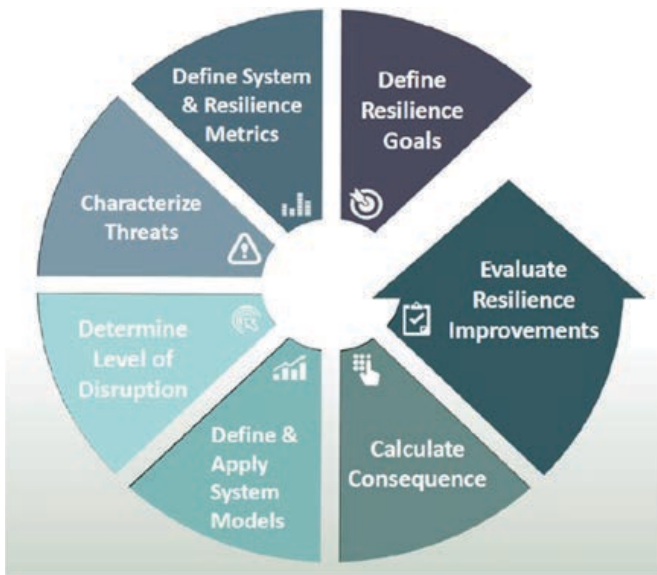 Define
Resilience
Goals
Define System
& Resilience
Metrics
Characterize
Threats
Determine
Level of
Disruption
Define &
Apply
System
Models
Calculate
Consequence
Evaluate
Resilience
Improvements